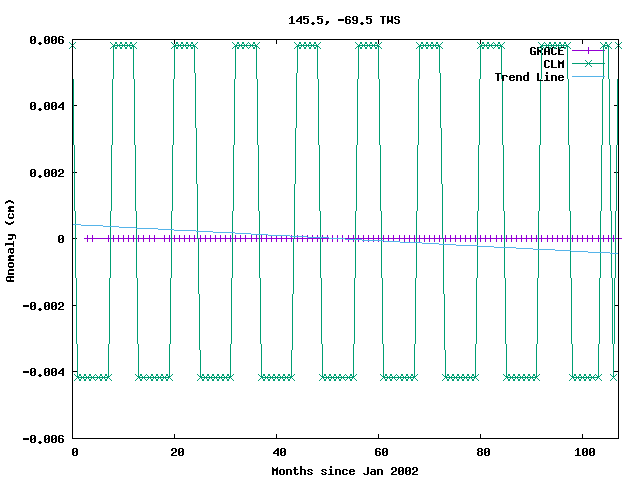 145.5, -69.5 TWS
GRACE
CLM
Trend Line
0.006
0.004
0.002
0
-0.002
-0.004
-0.006
Anomaly (cm)
0 20 40 60 80 100
Months since Jan 2002